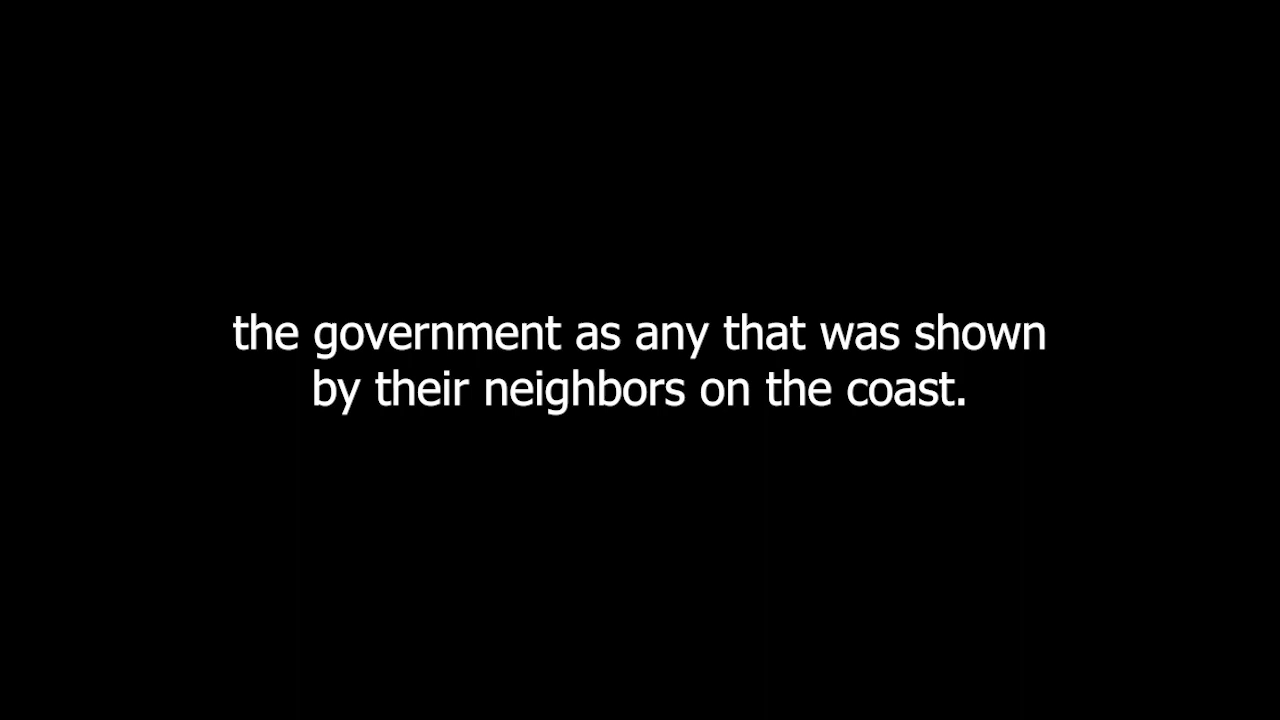 the government as any that was shown
by their neighbors on the coast.